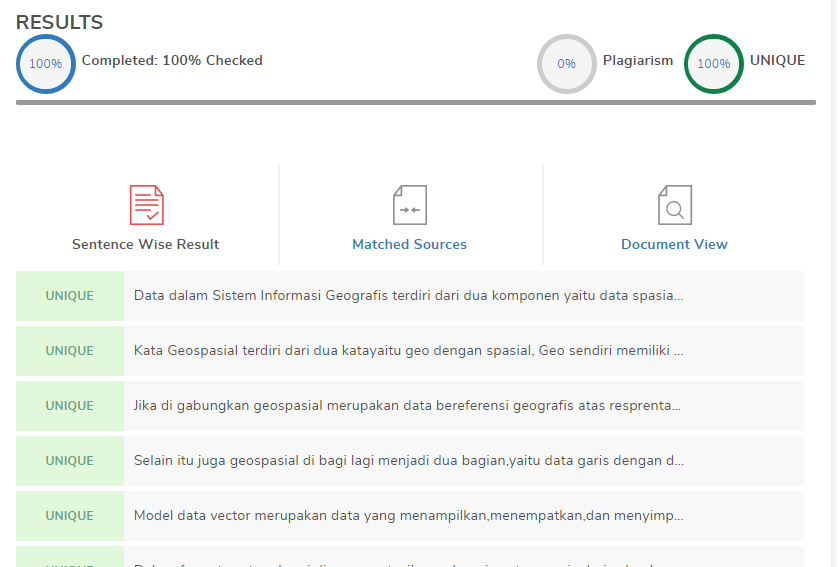 RESULTS
100% Completed: 100% Checked 0% Plagiarism 100% UNIQUE
Sentence Wise Result Matched Sources Document View
UNIQUE Data dalam Sistem Informasi Geografis terdiri dari dua komponen yaitu data spasia...
UNIQUE Kata Geospasial terdiri dari dua katayaitu geo dengan spasial, Geo sendiri memiliki ...
UNIQUE Jika di gabungkan geospasial merupakan data bereferensi geografis atas resprenta...
UNIQUE Selain itu juga geospasial di bagi lagi menjadi dua bagian,yaitu data garis dengan d...
UNIQUE Model data vector merupakan data yang menampilkan,menempatkan,dan menyimp...